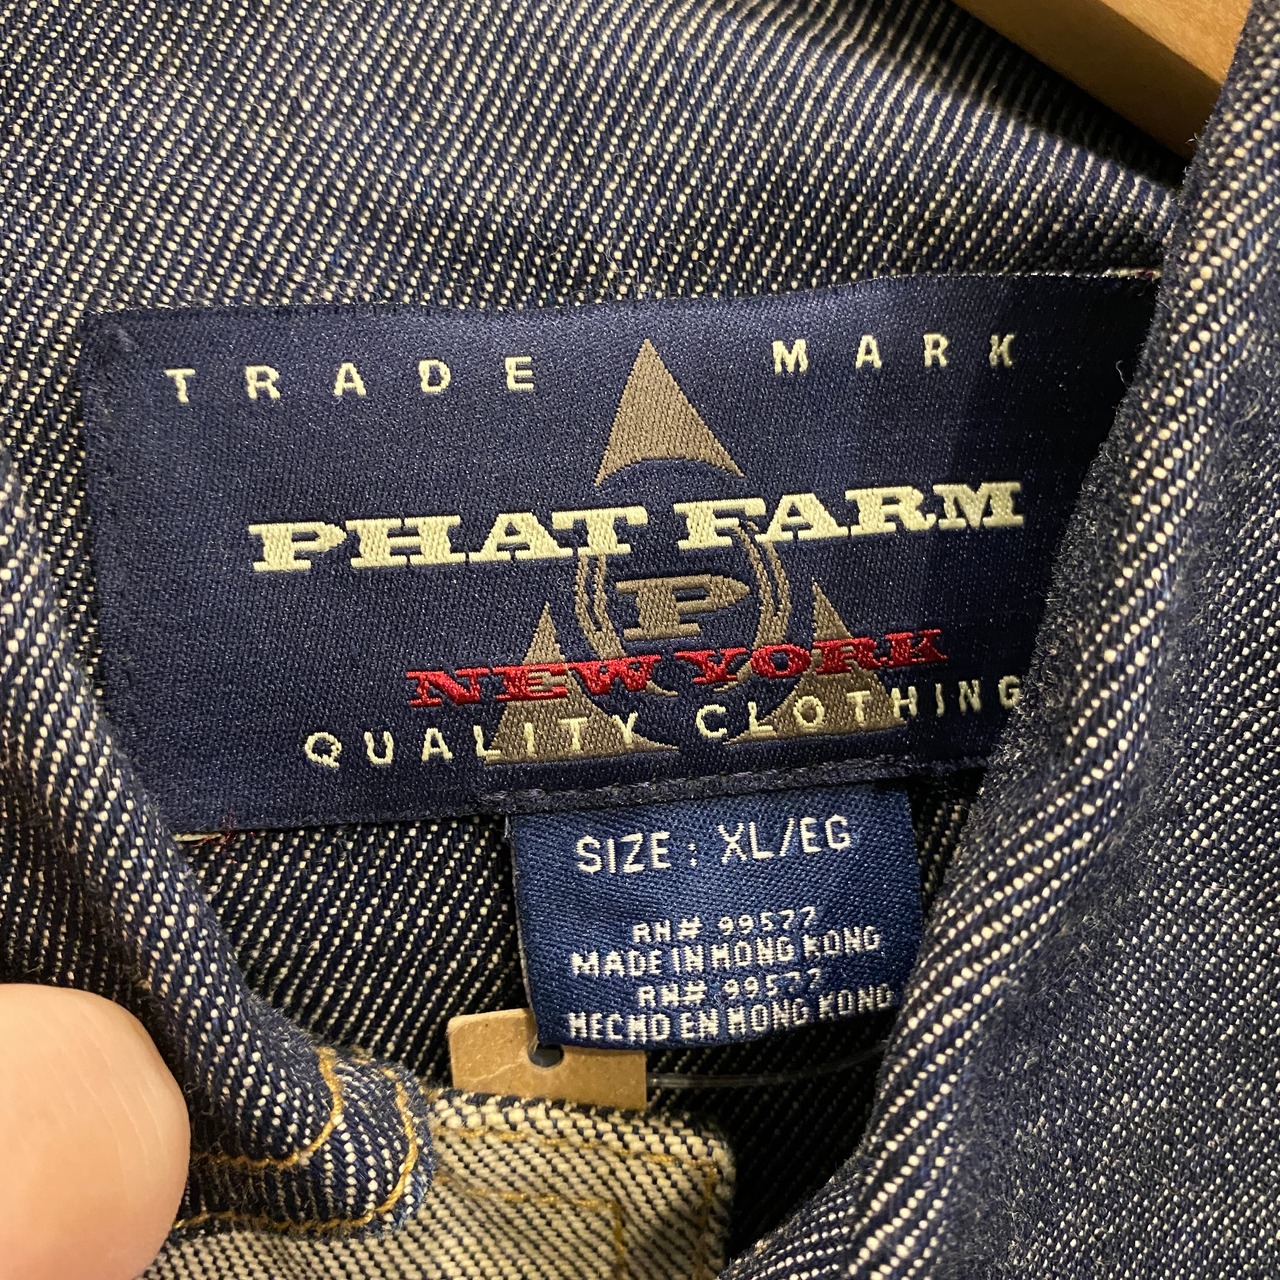 TRADE MARK
PHAT FARM
P
NEW YORK
QUALITY CLOTHING
SIZE: XL/EG
RN# 99577
MADE IN HONG KONG
RN# 99577
HECHO EN HONG KONG